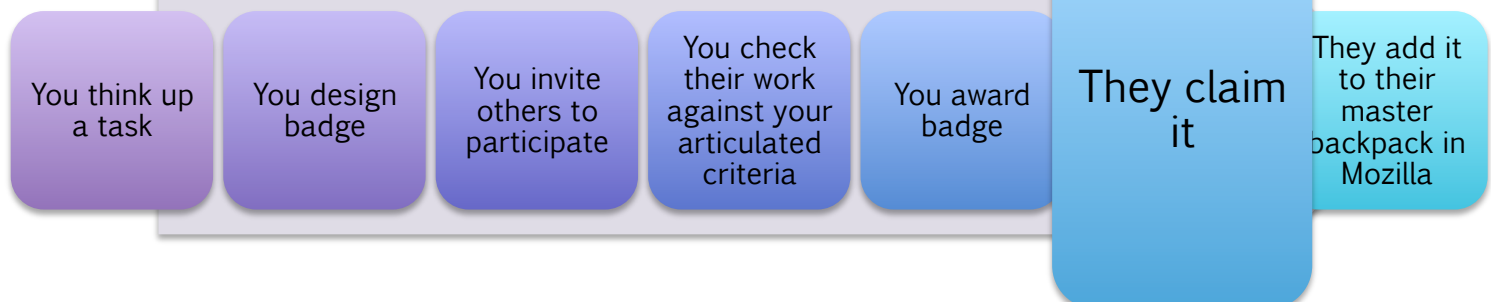 You think up
a task
You design
badge
You invite
others to
participate
You check
their work
against your
articulated
criteria
You award
badge
They claim
it
They add it
to their
master
backpack in
Mozilla